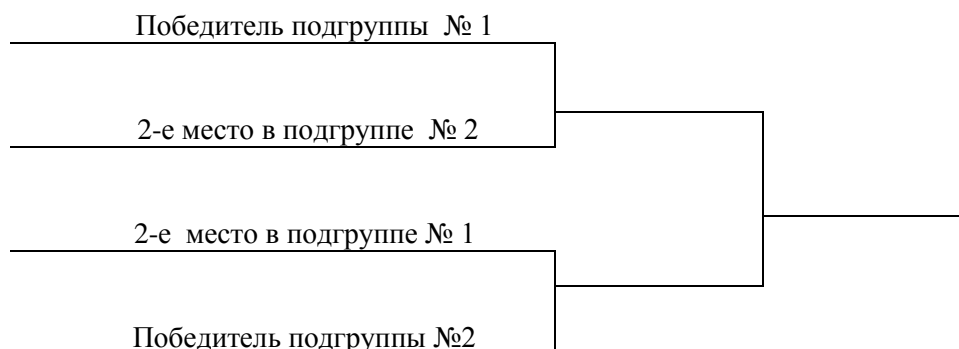 Победитель подгруппы № 1
2-е место в подгруппе № 2
2-е место в подгруппе № 1
Победитель подгруппы №2